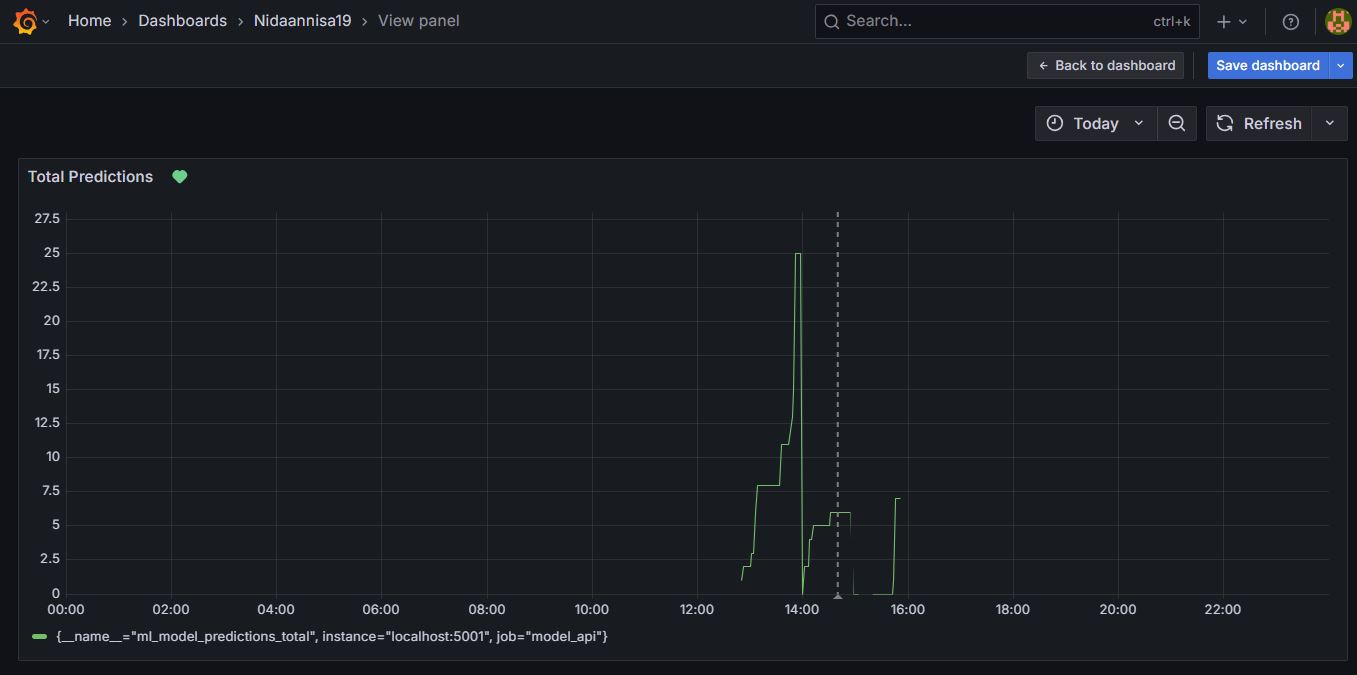 Home › Dashboards › Nidaannisa19 › View panel
Search... ctrl+k
← Back to dashboard Save dashboard
Today Refresh
Total Predictions
27.5
25
22.5
20
17.5
15
12.5
10
7.5
5
2.5
0
00:00 02:00 04:00 06:00 08:00 10:00 12:00 14:00 16:00 18:00 20:00 22:00
{__name__="ml_model_predictions_total", instance="localhost:5001", job="model_api"}